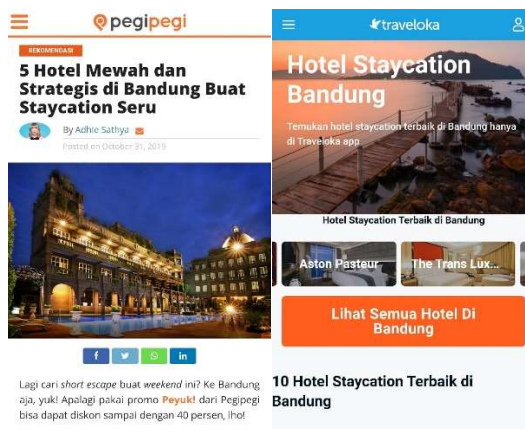 pegipegi
REKOMENDASI
5 Hotel Mewah dan
Strategis di Bandung Buat
Staycation Seru
By Adhie Sathya
Posted on October 31, 2019
Lagi cari short escape buat weekend ini? Ke Bandung
aja, yuk! Apalagi pakai promo Peyuk! dari Pegipegi
bisa dapat diskon sampai dengan 40 persen, lho!
traveloka
Hotel Staycation
Bandung
Temukan hotel staycation terbaik di Bandung hanya
di Traveloka app
Hotel Staycation Terbaik di Bandung
Aston Pasteur
The Trans Lux...
Lihat Semua Hotel Di
Bandung
10 Hotel Staycation Terbaik di
Bandung